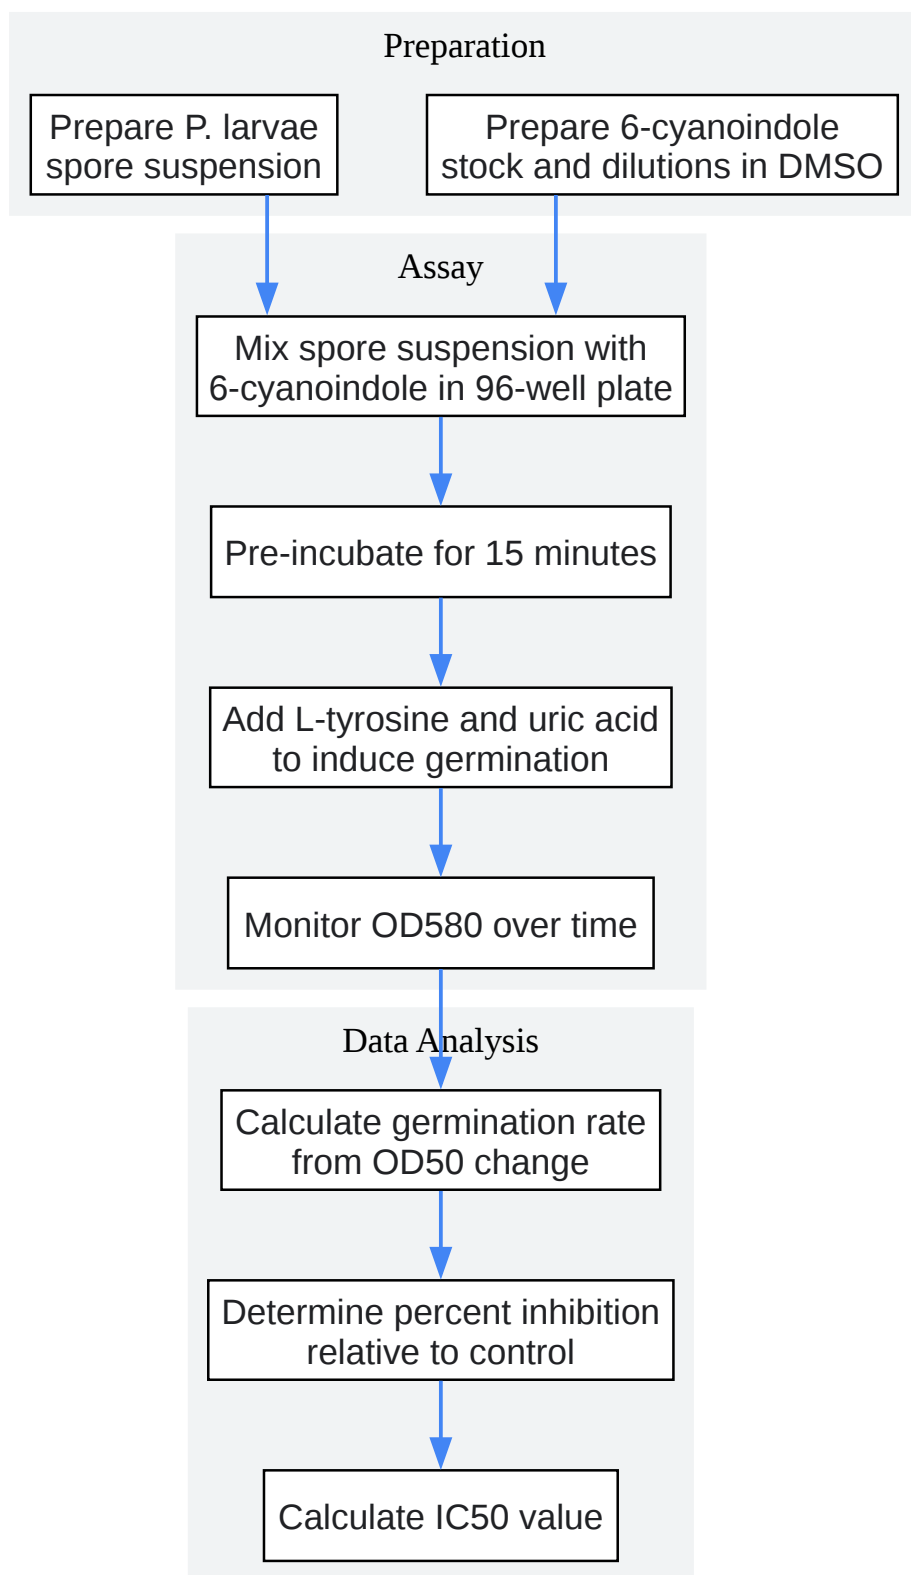 Preparation
Prepare P. larvae
spore suspension
Prepare 6-cyanoindole
stock and dilutions in DMSO
Assay
Mix spore suspension with
6-cyanoindole in 96-well plate
Pre-incubate for 15 minutes
Add L-tyrosine and uric acid
to induce germination
Monitor OD580 over time
Data Analysis
Calculate germination rate
from OD50 change
Determine percent inhibition
relative to control
Calculate IC50 value